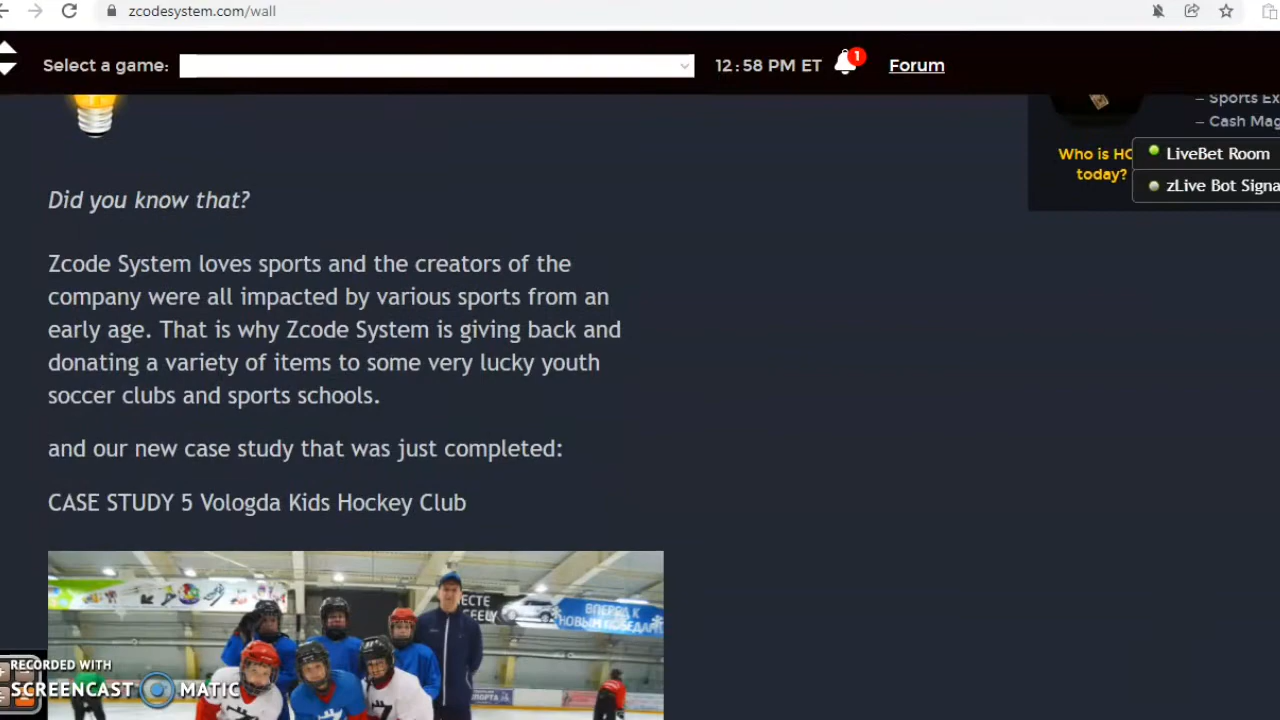 zcodesystem.com/wall
Select a game:
12:58 PM ET
1
Forum
– Sports Ex
– Cash Mag
Who is HO
today?
LiveBet Room
zLive Bot Signa
Did you know that?
Zcode System loves sports and the creators of the
company were all impacted by various sports from an
early age. That is why Zcode System is giving back and
donating a variety of items to some very lucky youth
soccer clubs and sports schools.
and our new case study that was just completed:
CASE STUDY 5 Vologda Kids Hockey Club
ЕСТЕ
ВПЕРЕД К
НОВЫМ ПОБЕДАМ
RECORDED WITH
SCREENCAST MATIC